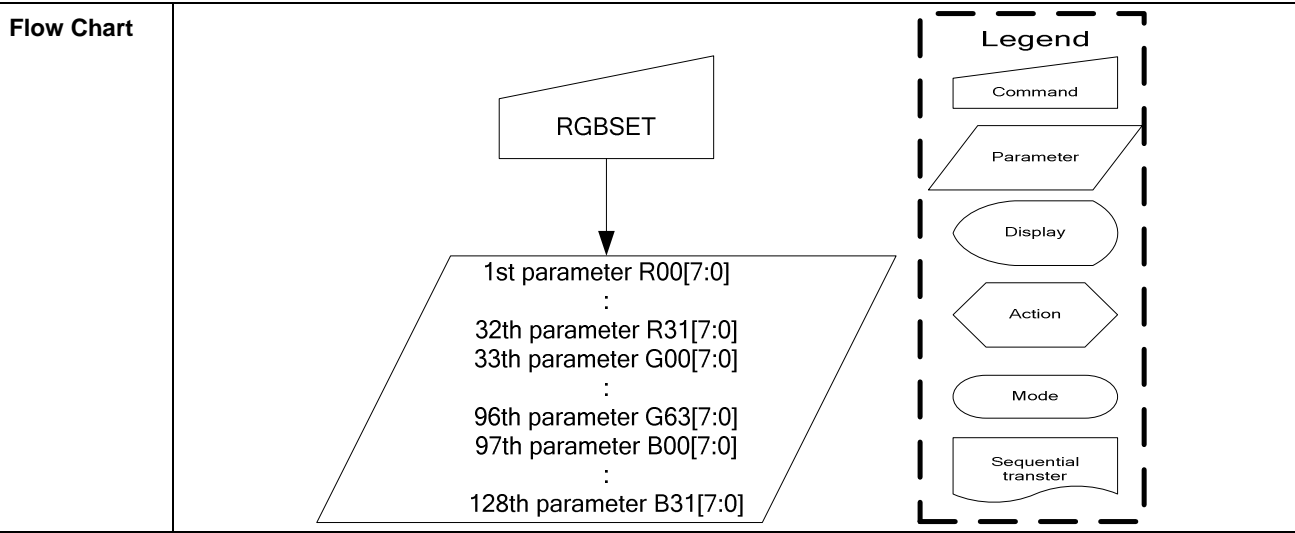 Flow Chart
RGBSET
1st parameter R00[7:0]
:
32th parameter R31[7:0]
33th parameter G00[7:0]
:
96th parameter G63[7:0]
97th parameter B00[7:0]
:
128th parameter B31[7:0]
Legend
Command
Parameter
Display
Action
Mode
Sequential
transter